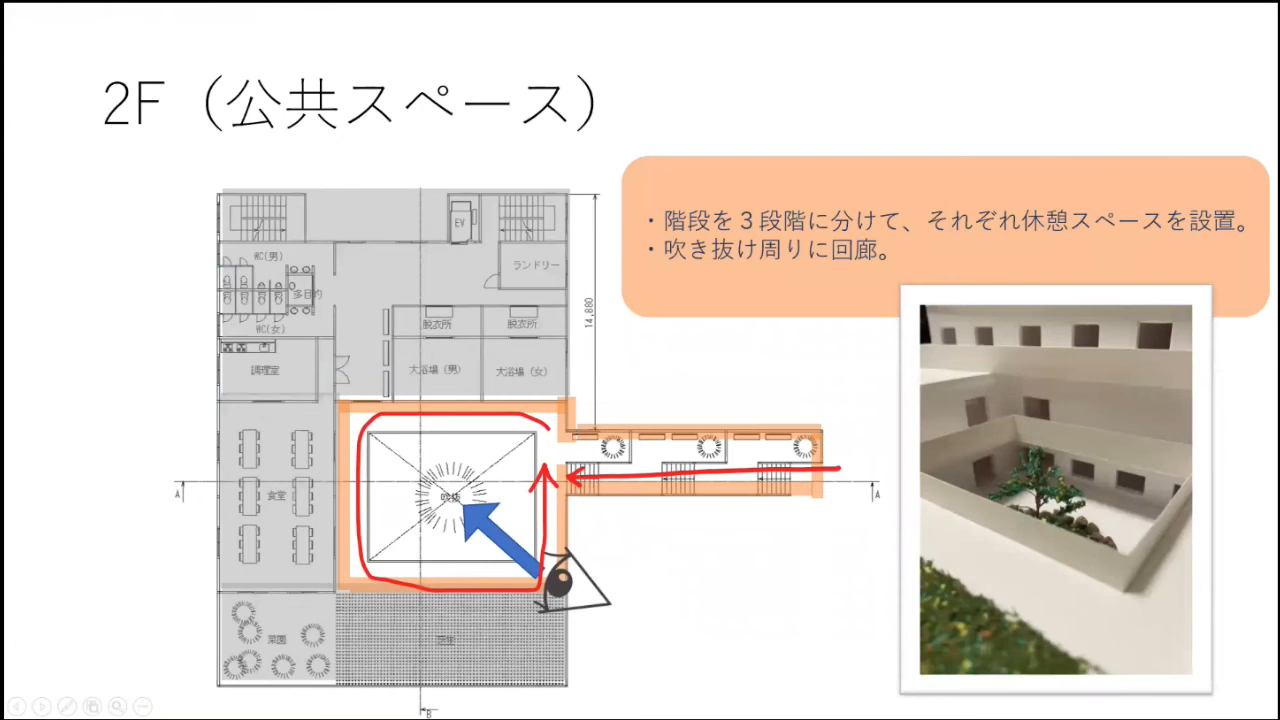 2F（公共スペース）
・階段を３段階に分けて、それぞれ休憩スペースを設置。
・吹き抜け周りに回廊。
EV
WC(男)
ランドリー
多目的
14,880
脱衣所
脱衣所
WC(女)
調理室
大浴場（男）
大浴場（女）
A
食堂
吹抜
A
菜園
B